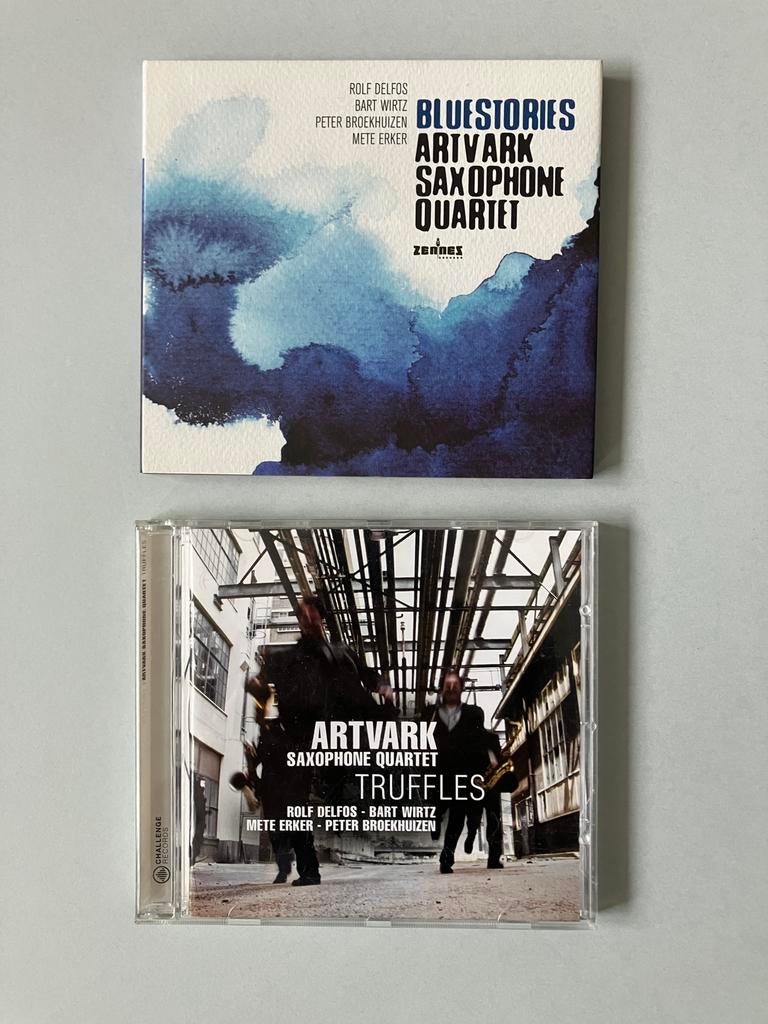 ROLF DELFOS
BART WIRTZ
PETER BROEKHUIZEN
METE ERKER
BLUESTORIES
ARTVARK
SAXOPHONE
QUARTET
ZENNEZ
ARTVARK SAXOPHONE QUARTET TRUFFLES
CHALLENGE
RECORDS
ARTVARK
SAXOPHONE QUARTET
TRUFFLES
ROLF DELFOS - BART WIRTZ
METE ERKER - PETER BROEKHUIZEN